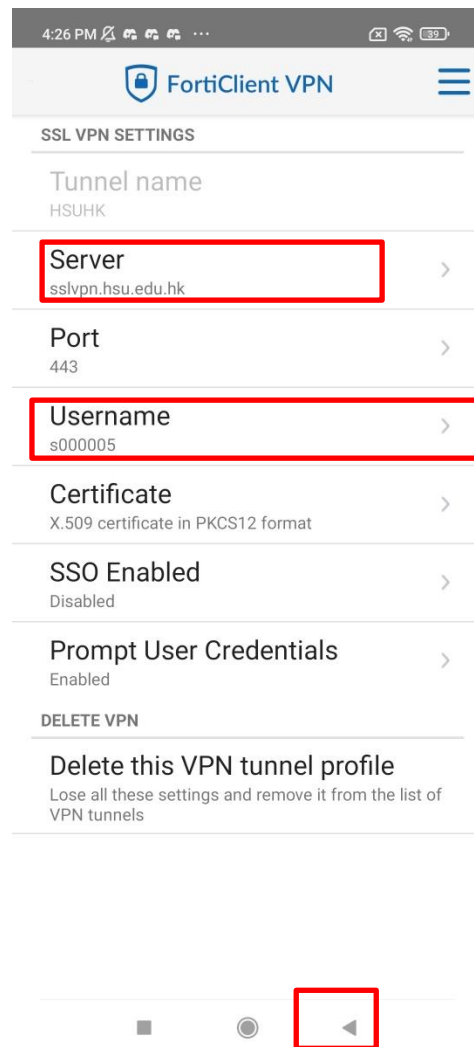 4:26 PM
39
FortiClient VPN
SSL VPN SETTINGS
Tunnel name
HSUHK
Server
sslvpn.hsu.edu.hk
Port
443
Username
s000005
Certificate
X.509 certificate in PKCS12 format
SSO Enabled
Disabled
Prompt User Credentials
Enabled
DELETE VPN
Delete this VPN tunnel profile
Lose all these settings and remove it from the list of
VPN tunnels